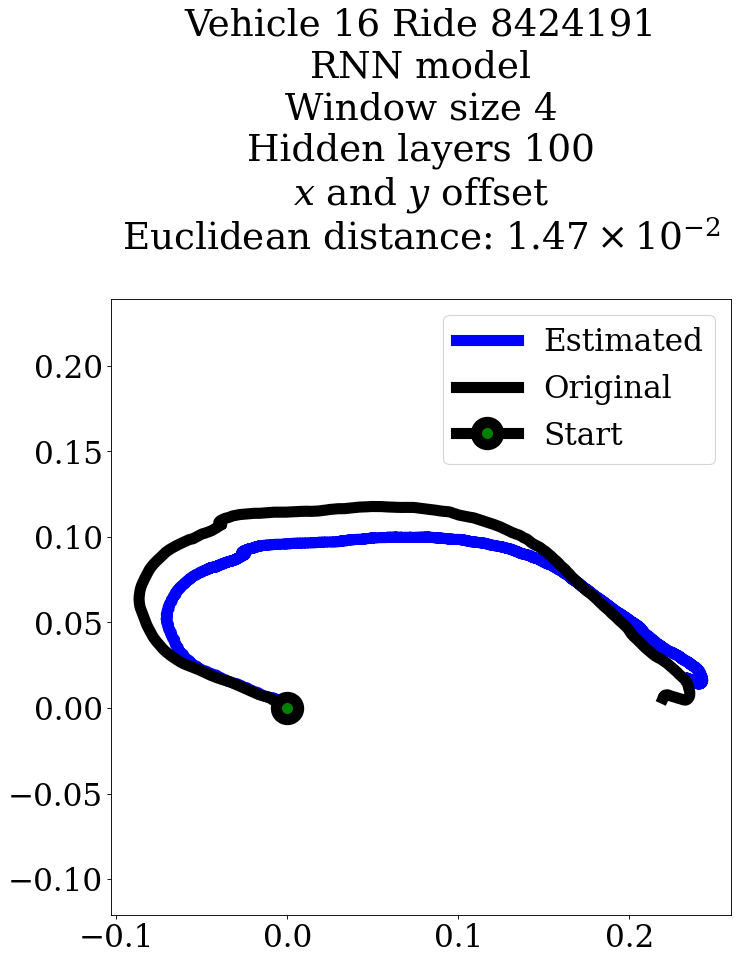 Vehicle 16 Ride 8424191
RNN model
Window size 4
Hidden layers 100
x and y offset
Euclidean distance: 1.47 × 10⁻²
Estimated
Original
Start
0.20
0.15
0.10
0.05
0.00
−0.05
−0.10
−0.1 0.0 0.1 0.2